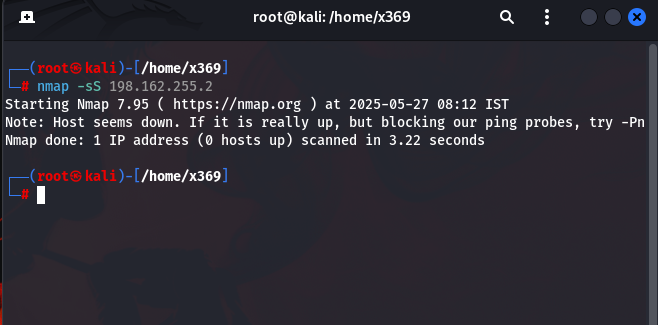 root@kali: /home/x369
┌──(root㉿kali)-[/home/x369]
└─# nmap -sS 198.162.255.2
Starting Nmap 7.95 ( https://nmap.org ) at 2025-05-27 08:12 IST
Note: Host seems down. If it is really up, but blocking our ping probes, try -Pn
Nmap done: 1 IP address (0 hosts up) scanned in 3.22 seconds
┌──(root㉿kali)-[/home/x369]
└─#